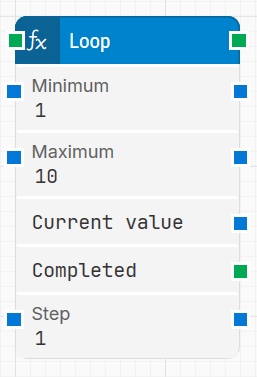 fx Loop
Minimum
1
Maximum
10
Current value
Completed
Step
1